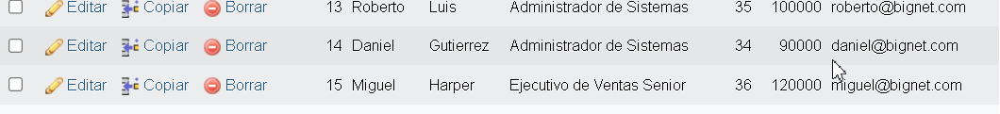 Editar Copiar Borrar 13 Roberto Luis Administrador de Sistemas 35 100000 roberto@bignet.com
Editar Copiar Borrar 14 Daniel Gutierrez Administrador de Sistemas 34 90000 daniel@bignet.com
Editar Copiar Borrar 15 Miguel Harper Ejecutivo de Ventas Senior 36 120000 miguel@bignet.com